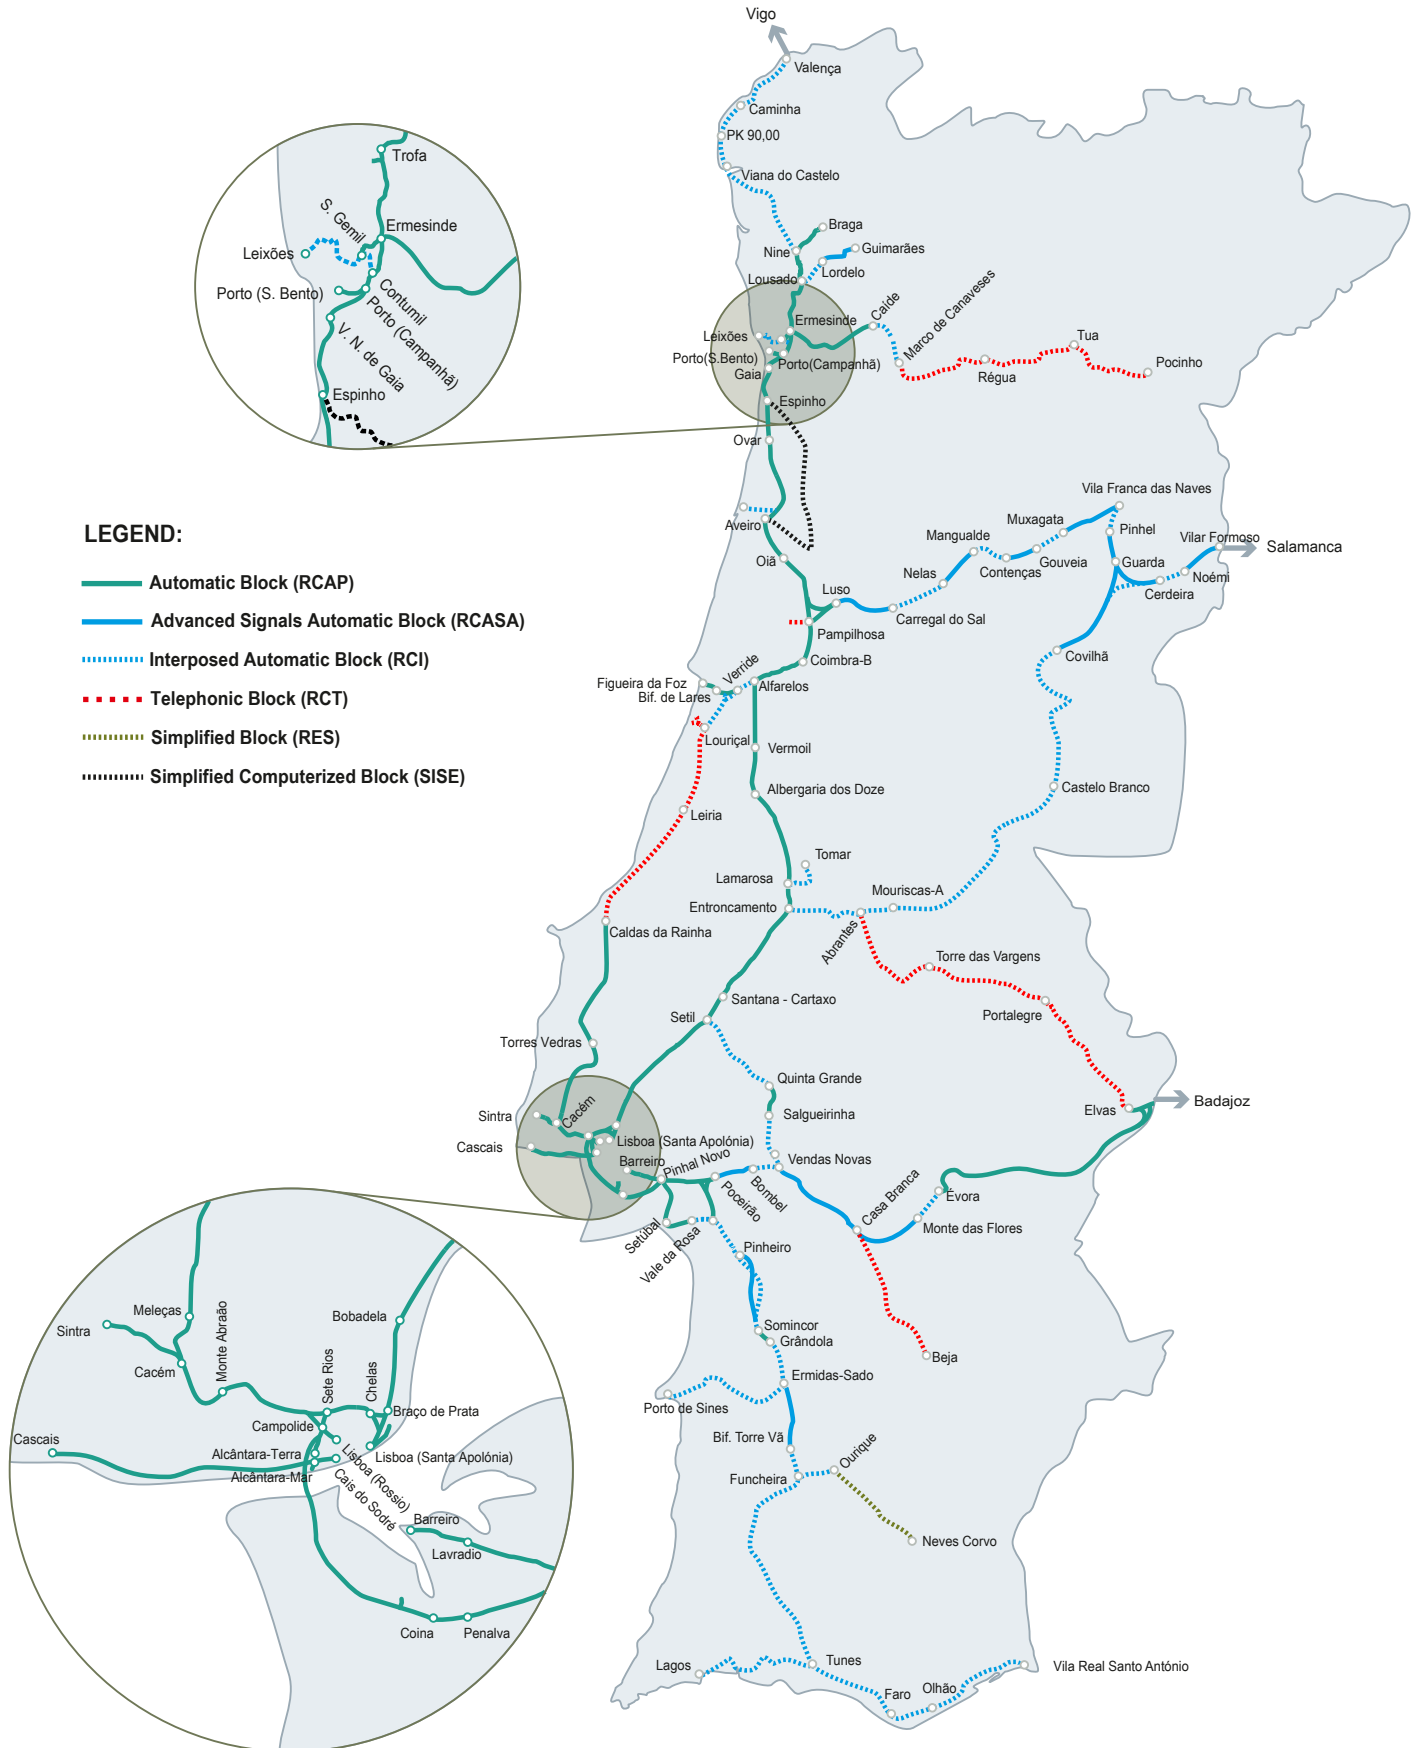 Vigo
Valença
Caminha
PK 90,00
Viana do Castelo
Braga
Nine
Guimarães
Lordelo
Lousado
Ermesinde
Caíde
Marco de Canaveses
Leixões
Porto(S.Bento)
Porto(Campanhã)
Gaia
Tua
Régua
Pocinho
Espinho
Ovar
Trofa
S. Gemil
Ermesinde
Leixões
Porto (S. Bento)
Contumil
Porto (Campanhã)
V. N. de Gaia
Espinho
LEGEND:
Automatic Block (RCAP)
Advanced Signals Automatic Block (RCASA)
Interposed Automatic Block (RCI)
Telephonic Block (RCT)
Simplified Block (RES)
Simplified Computerized Block (SISE)
Aveiro
Oiã
Luso
Pampilhosa
Coimbra-B
Carregal do Sal
Nelas
Mangualde
Contenças
Gouveia
Muxagata
Vila Franca das Naves
Pinhel
Guarda
Cerdeira
Noémi
Vilar Formoso
Salamanca
Covilhã
Castelo Branco
Figueira da Foz
Bif. de Lares
Verride
Alfarelos
Louriçal
Vermoil
Albergaria dos Doze
Leiria
Tomar
Lamarosa
Entroncamento
Mouriscas-A
Abrantes
Caldas da Rainha
Torre das Vargens
Portalegre
Santana - Cartaxo
Setil
Torres Vedras
Quinta Grande
Salgueirinha
Elvas
Badajoz
Sintra
Cacém
Cascais
Lisboa (Santa Apolónia)
Barreiro
Pinhal Novo
Vendas Novas
Bombel
Poceirão
Casa Branca
Évora
Monte das Flores
Setúbal
Vale da Rosa
Pinheiro
Somincor
Grândola
Beja
Ermidas-Sado
Porto de Sines
Bif. Torre Vã
Ourique
Funcheira
Neves Corvo
Lagos
Tunes
Faro
Olhão
Vila Real Santo António
Meleças
Sintra
Cacém
Monte Abraão
Bobadela
Sete Rios
Chelas
Braço de Prata
Campolide
Cascais
Alcântara-Terra
Alcântara-Mar
Lisboa (Santa Apolónia)
Lisboa (Rossio)
Cais do Sodré
Barreiro
Lavradio
Coina
Penalva